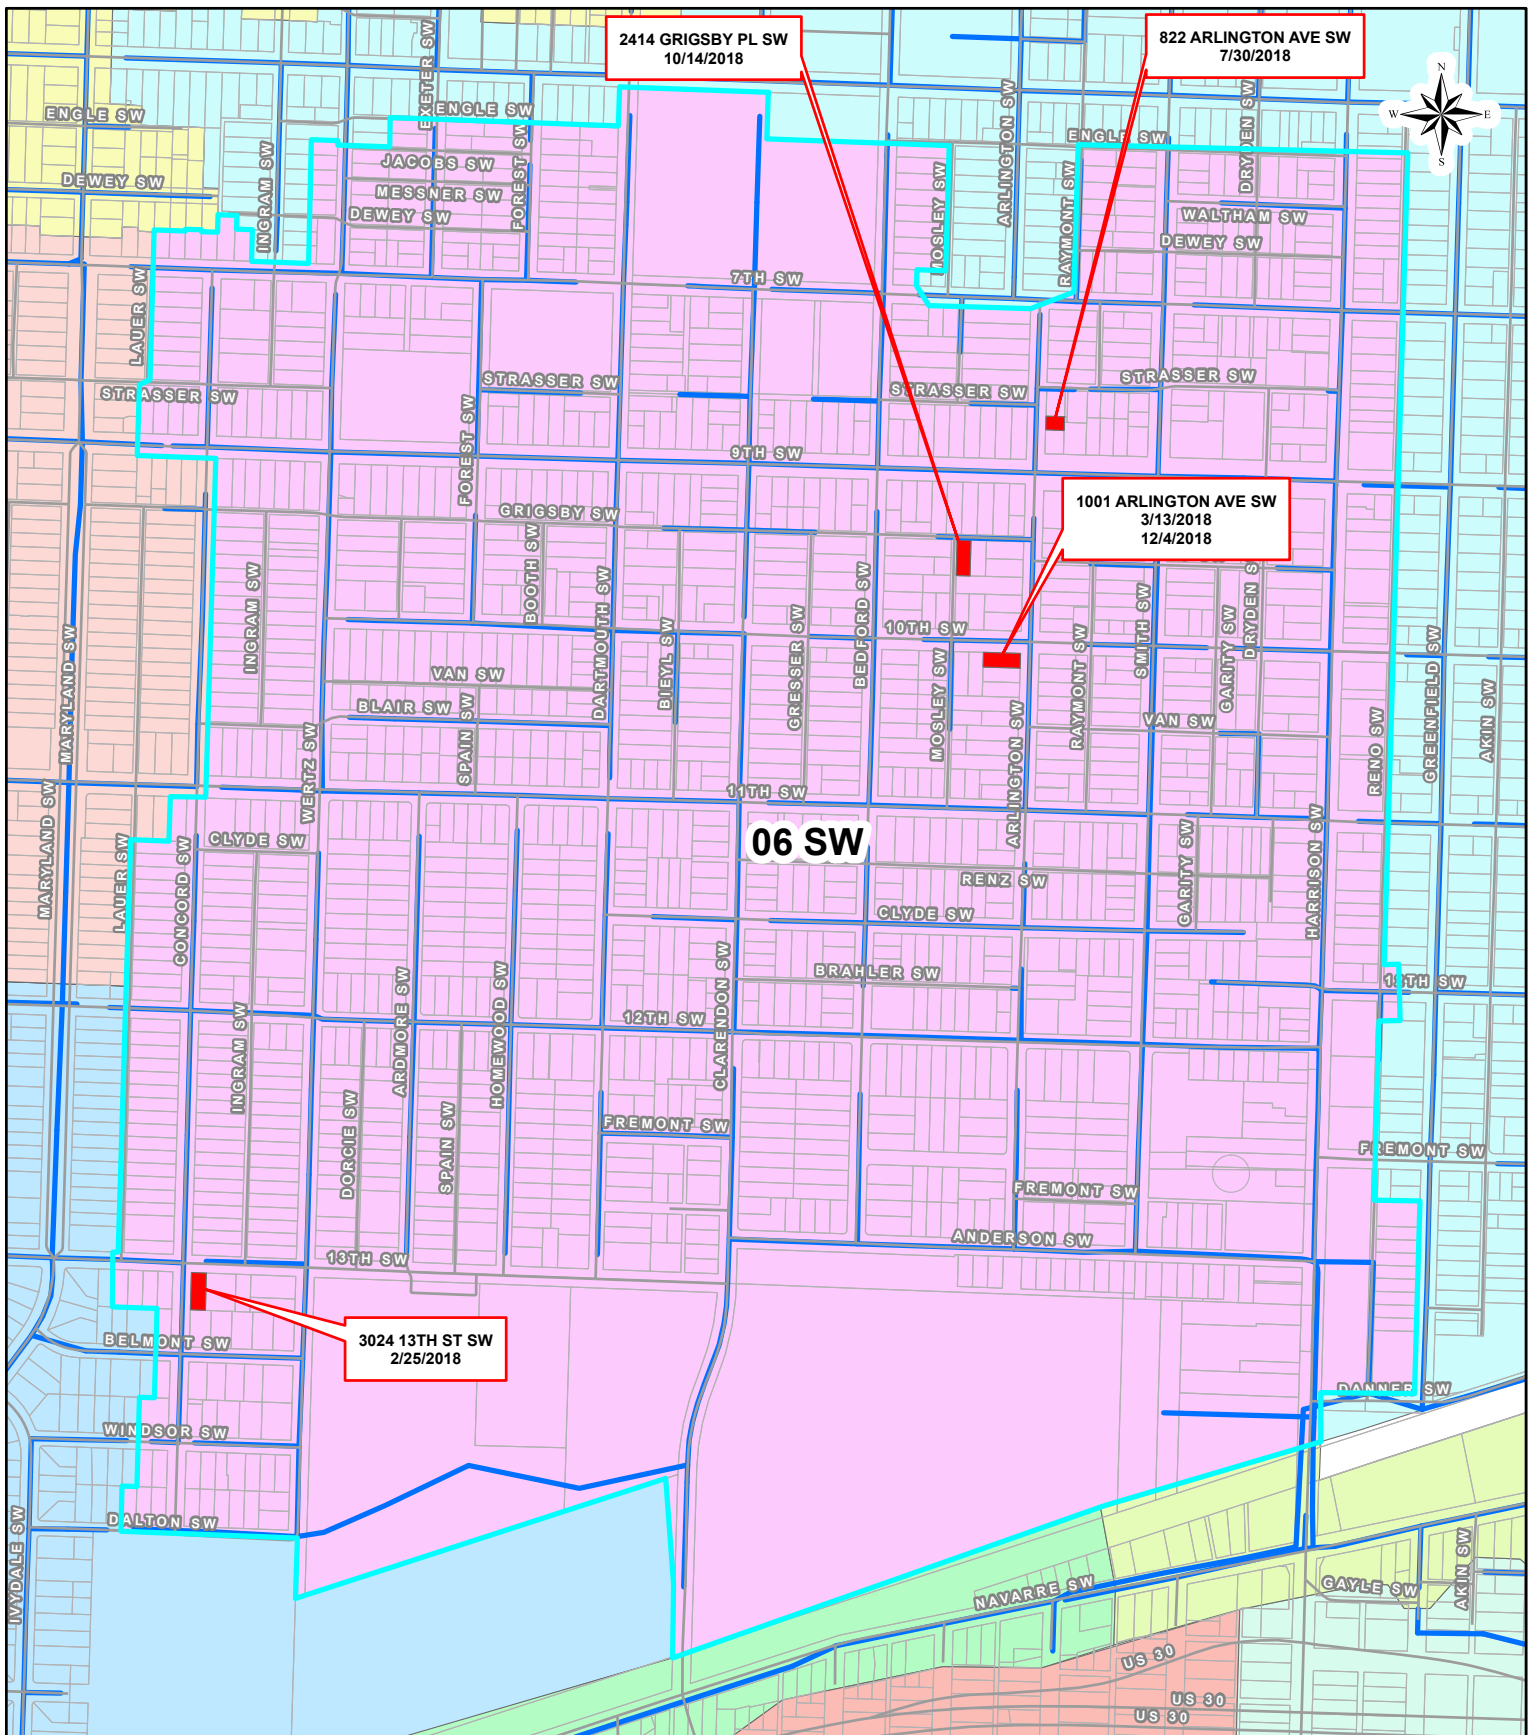 2414 GRIGSBY PL SW
10/14/2018
822 ARLINGTON AVE SW
7/30/2018
N
W E
S
EXETER SW
ENGLE SW
ENGLE SW
FOREST SW
ARLINGTON SW
ENGLE SW
DRYDEN SW
JACOBS SW
INGRAM SW
DEWEY SW
MESSNER SW
DEWEY SW
MOSLEY SW
RAYMONT SW
WALTHAM SW
DEWEY SW
7TH SW
LAUER SW
STRASSER SW
STRASSER SW
STRASSER SW
STRASSER SW
FOREST SW
9TH SW
1001 ARLINGTON AVE SW
3/13/2018
12/4/2018
GRIGSBY SW
BOOTH SW
INGRAM SW
DARTMOUTH SW
BIEYL SW
GRESSER SW
BEDFORD SW
10TH SW
MOSLEY SW
ARLINGTON SW
RAYMONT SW
SMITH SW
GARITY SW
DRYDEN S
MARYLAND SW
VAN SW
BLAIR SW
SPAIN SW
VAN SW
WERTZ SW
RENO SW
GREENFIELD SW
AKIN SW
11TH SW
MARYLAND SW
LAUER SW
CLYDE SW
CONCORD SW
06 SW
RENZ SW
CLYDE SW
GARITY SW
HARRISON SW
BRAHLER SW
12TH SW
12TH SW
CLARENDON SW
ARDMORE SW
HOMEWOOD SW
INGRAM SW
DORCIE SW
SPAIN SW
FREMONT SW
FREMONT SW
FREMONT SW
ANDERSON SW
13TH SW
3024 13TH ST SW
2/25/2018
BELMONT SW
WINDSOR SW
DANNER SW
DALTON SW
IVYDALE SW
NAVARRE SW
GAYLE SW
AKIN SW
US 30
US 30
US 30